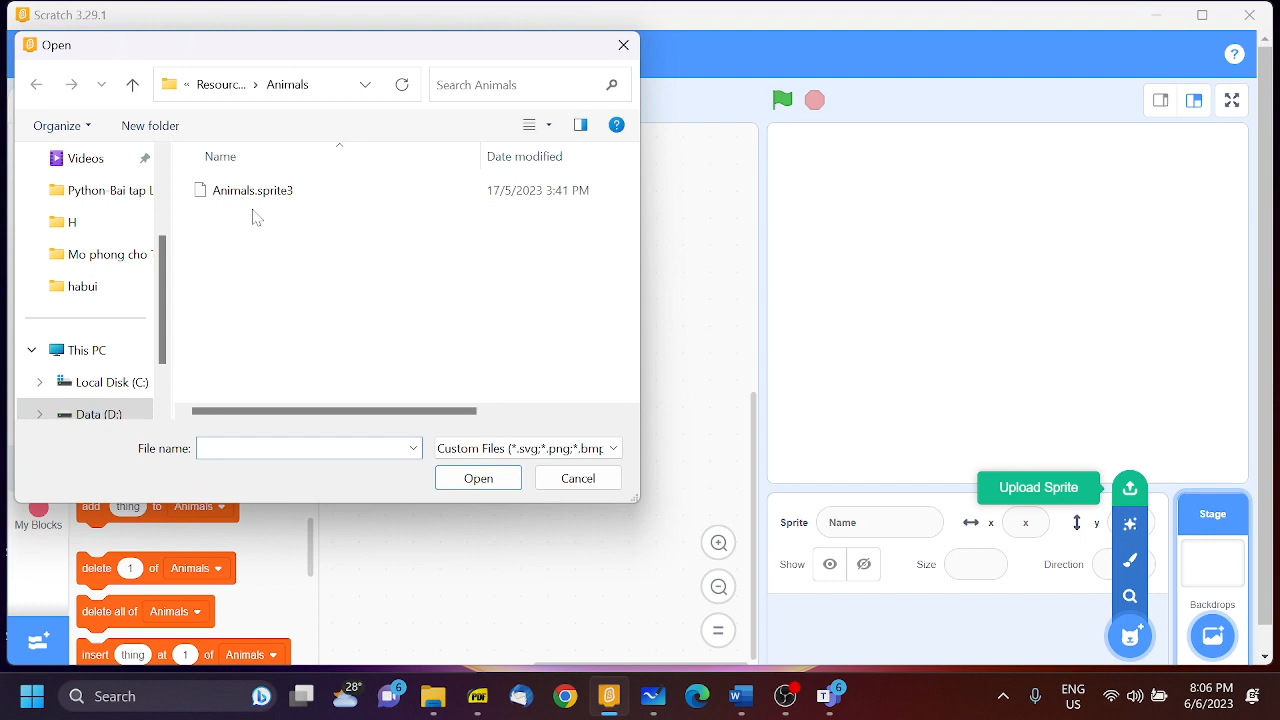 Scratch 3.29.1
Open
« Resourc... > Animals
Search Animals
Organize
New folder
Name
Date modified
Videos
Python-Bai tap
H
Mo phong cho
habui
This PC
Local Disk (C:)
Data (D:)
Animals.sprite3
17/5/2023 3:41 PM
File name:
Custom Files (*.svg;*.png;*.bmp
Open
Cancel
My Blocks
add thing to Animals
delete 1 of Animals
delete all of Animals
insert thing at 1 of Animals
Upload Sprite
Sprite
Name
x
x
y
Show
Size
Direction
Stage
Backdrops
Search
28°
6
PDF
6
ENG
US
8:06 PM
6/6/2023